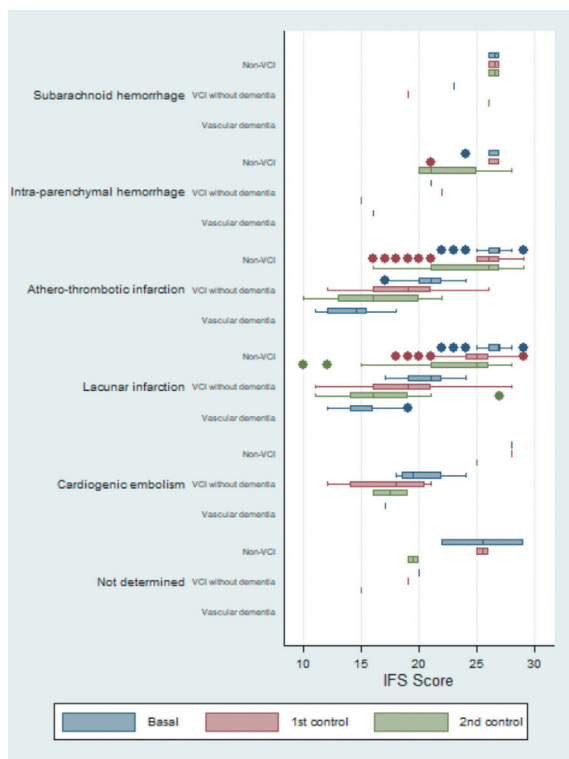 Non-VCI
Subarachnoid hemorrhage VCI without dementia
Vascular dementia
Non-VCI
Intra-parenchymal hemorrhage VCI without dementia
Vascular dementia
Non-VCI
Athero-thrombotic infarction VCI without dementia
Vascular dementia
Non-VCI
Lacunar infarction VCI without dementia
Vascular dementia
Non-VCI
Cardiogenic embolism VCI without dementia
Vascular dementia
Non-VCI
Not determined VCI without dementia
Vascular dementia
10 15 20 25 30
IFS Score
Basal 1st control 2nd control